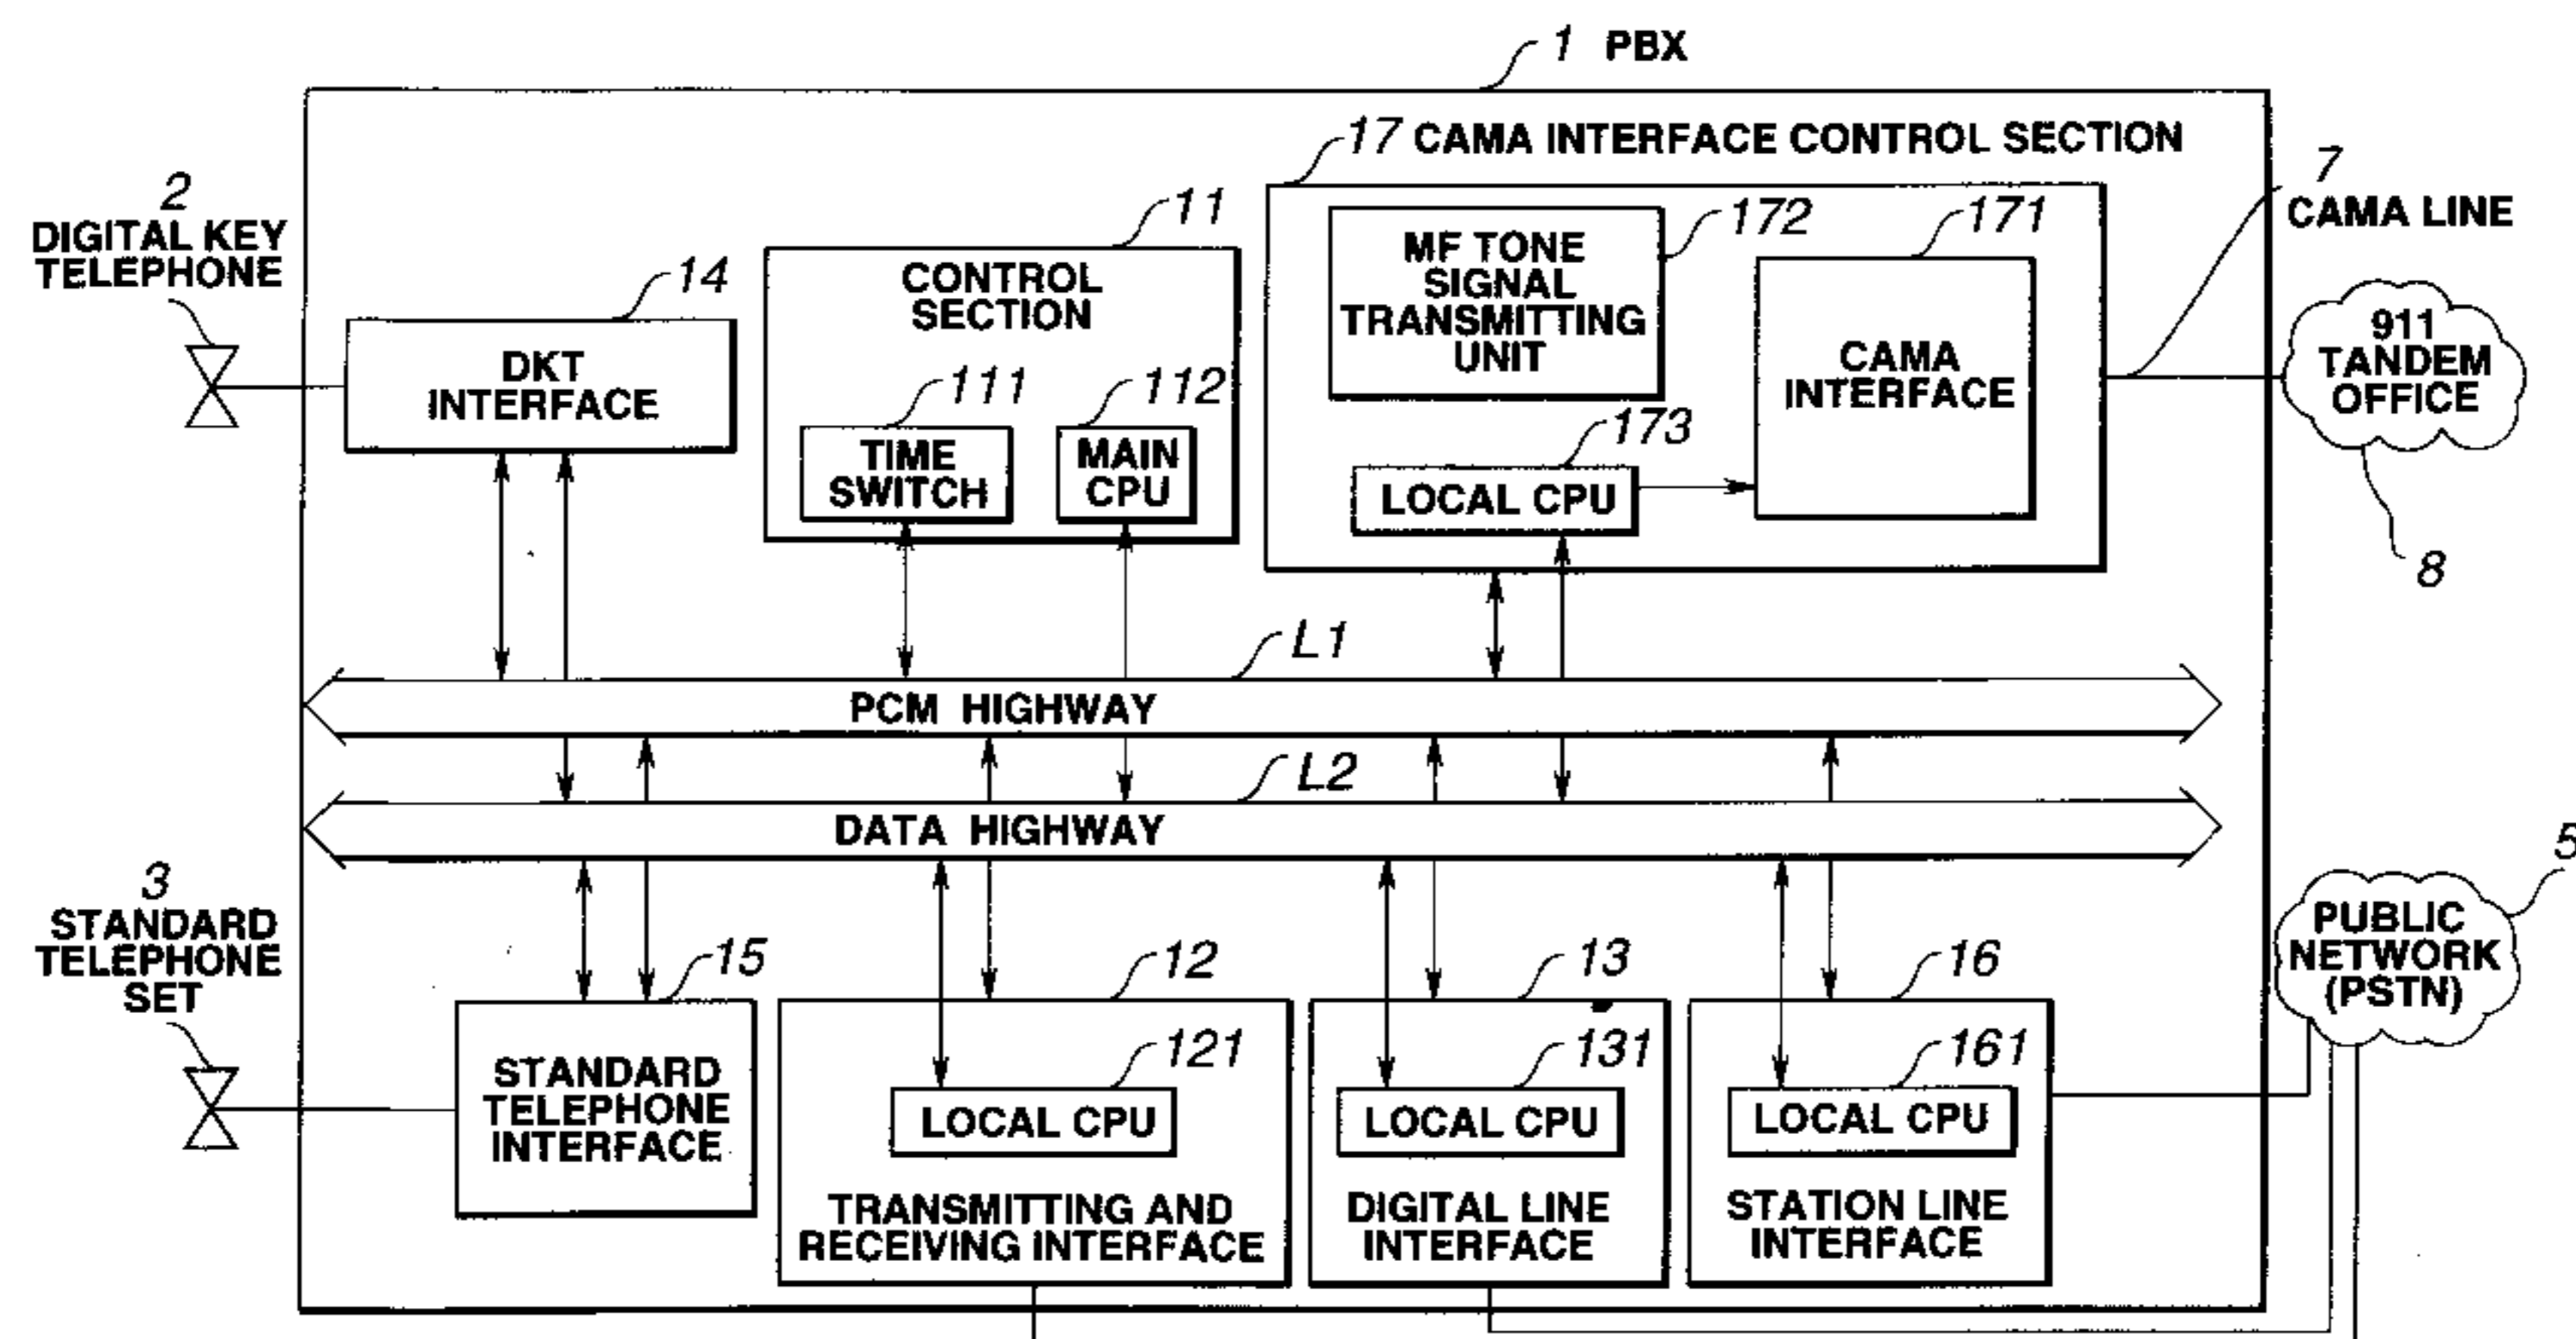 1 PBX
17 CAMA INTERFACE CONTROL SECTION
7
CAMA LINE
2
DIGITAL KEY
TELEPHONE
14
DKT
INTERFACE
11
CONTROL
SECTION
111
TIME
SWITCH
112
MAIN
CPU
172
MF TONE
SIGNAL
TRANSMITTING
UNIT
171
CAMA
INTERFACE
173
LOCAL CPU
911
TANDEM
OFFICE
8
L1
PCM HIGHWAY
L2
DATA HIGHWAY
3
STANDARD
TELEPHONE
SET
15
STANDARD
TELEPHONE
INTERFACE
12
121
LOCAL CPU
TRANSMITTING AND
RECEIVING INTERFACE
13
131
LOCAL CPU
DIGITAL LINE
INTERFACE
16
161
LOCAL CPU
STATION LINE
INTERFACE
5
PUBLIC
NETWORK
(PSTN)